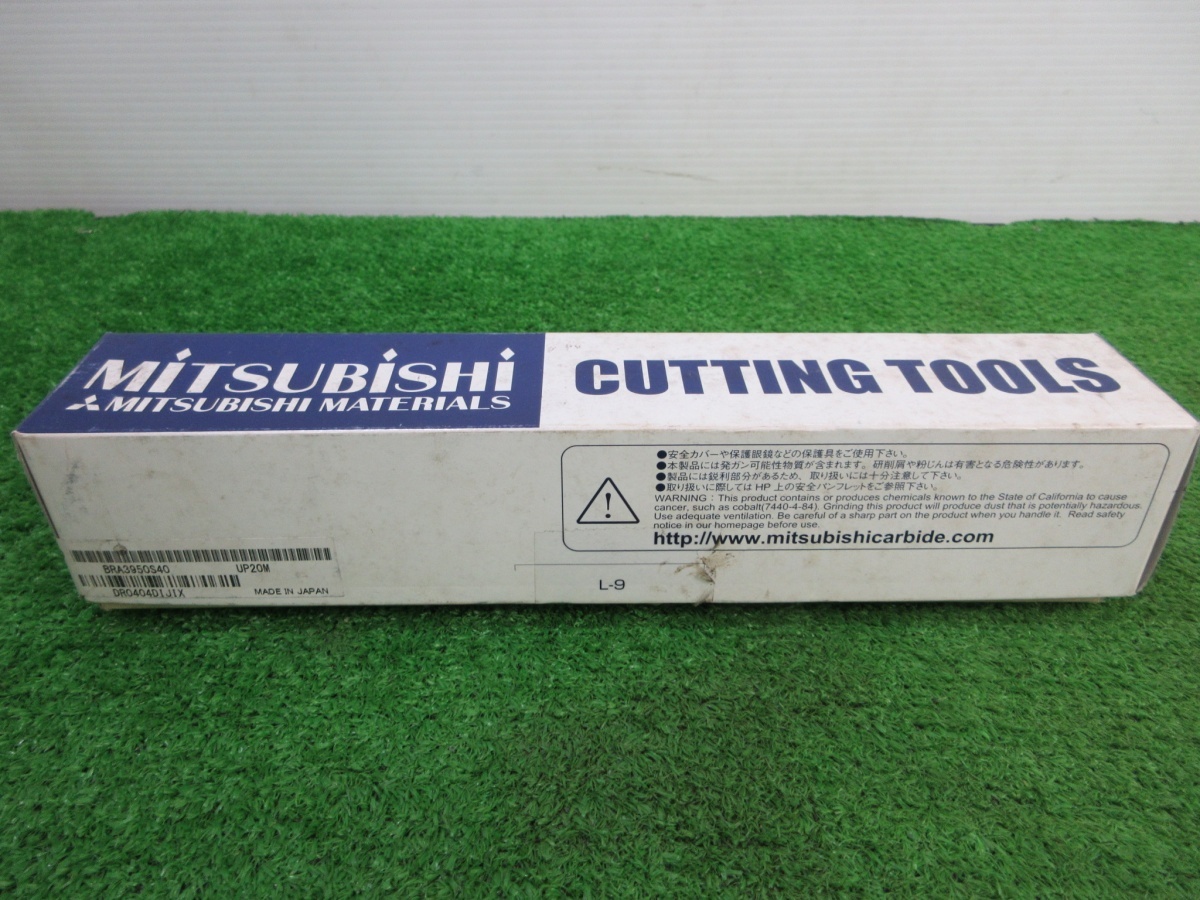 MiTSUBiSHi
MITSUBISHI MATERIALS
CUTTING TOOLS
●安全カバーや保護眼鏡などの保護具をご使用下さい。
●本製品には発ガン可能性物質が含まれます。研削屑や粉じんは有害となる危険性があります。
●製品には鋭利部分があるため、取り扱いには十分注意して下さい。
●取り扱いに際しては HP 上の安全パンフレットをご参照下さい。
WARNING : This product contains or produces chemicals known to the State of California to cause
cancer, such as cobalt(7440-4-84). Grinding this product will produce dust that is potentially hazardous.
Use adequate ventilation. Be careful of a sharp part on the product when you handle it. Read safety
notice in our homepage before use.
http://www.mitsubishicarbide.com
BRA3950S40 UP20M
DR0404DIJIX MADE IN JAPAN
L-9